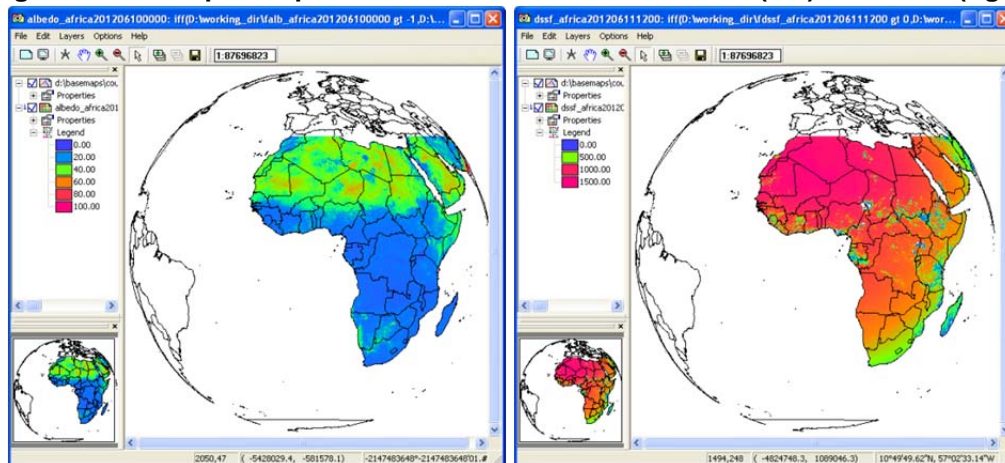 albedo_africa201206100000: iff(D:\working_dir\falb_africa201206100000 gt -1,D:\...
File Edit Layers Options Help
1:87696823
d:\basemaps\cou
Properties
albedo_africa201
Properties
Legend
0.00
20.00
40.00
60.00
80.00
100.00
2050,47 ( -5428029.4, -581578.1) -2147483648°-2147483648'01.#
dssf_africa201206111200: iff(D:\working_dir\fdssf_africa201206111200 gt 0,D:\wor...
File Edit Layers Options Help
1:87696823
d:\basemaps\cou
Properties
dssf_africa2012
Properties
Legend
0.00
500.00
1000.00
1500.00
1494,248 ( -4824748.3, 1089046.3) 10°49'49.62"N, 57°02'33.14"W